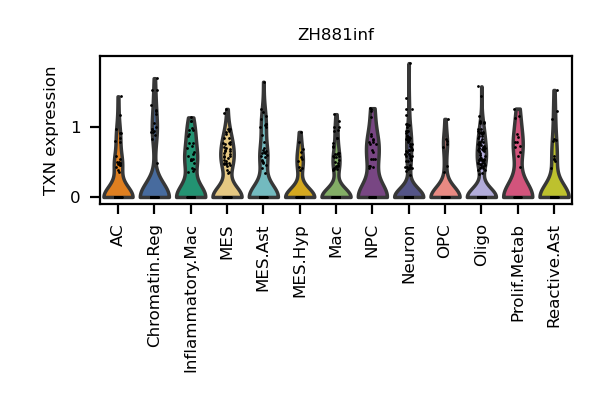 ZH881inf
TXN expression
1
0
AC
Chromatin.Reg
Inflammatory.Mac
MES
MES.Ast
MES.Hyp
Mac
NPC
Neuron
OPC
Oligo
Prolif.Metab
Reactive.Ast